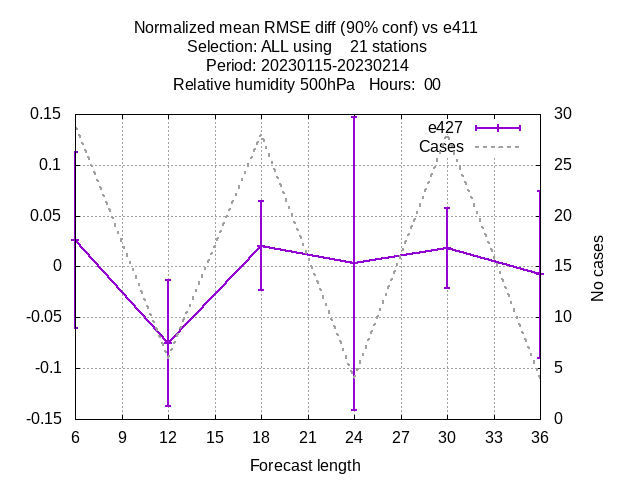 Normalized mean RMSE diff (90% conf) vs e411
Selection: ALL using    21 stations
Period: 20230115-20230214
Relative humidity 500hPa   Hours:  00
0.15
0.1
0.05
0
-0.05
-0.1
-0.15
30
25
20
15
10
5
0
e427
Cases
No cases
6 9 12 15 18 21 24 27 30 33 36
Forecast length